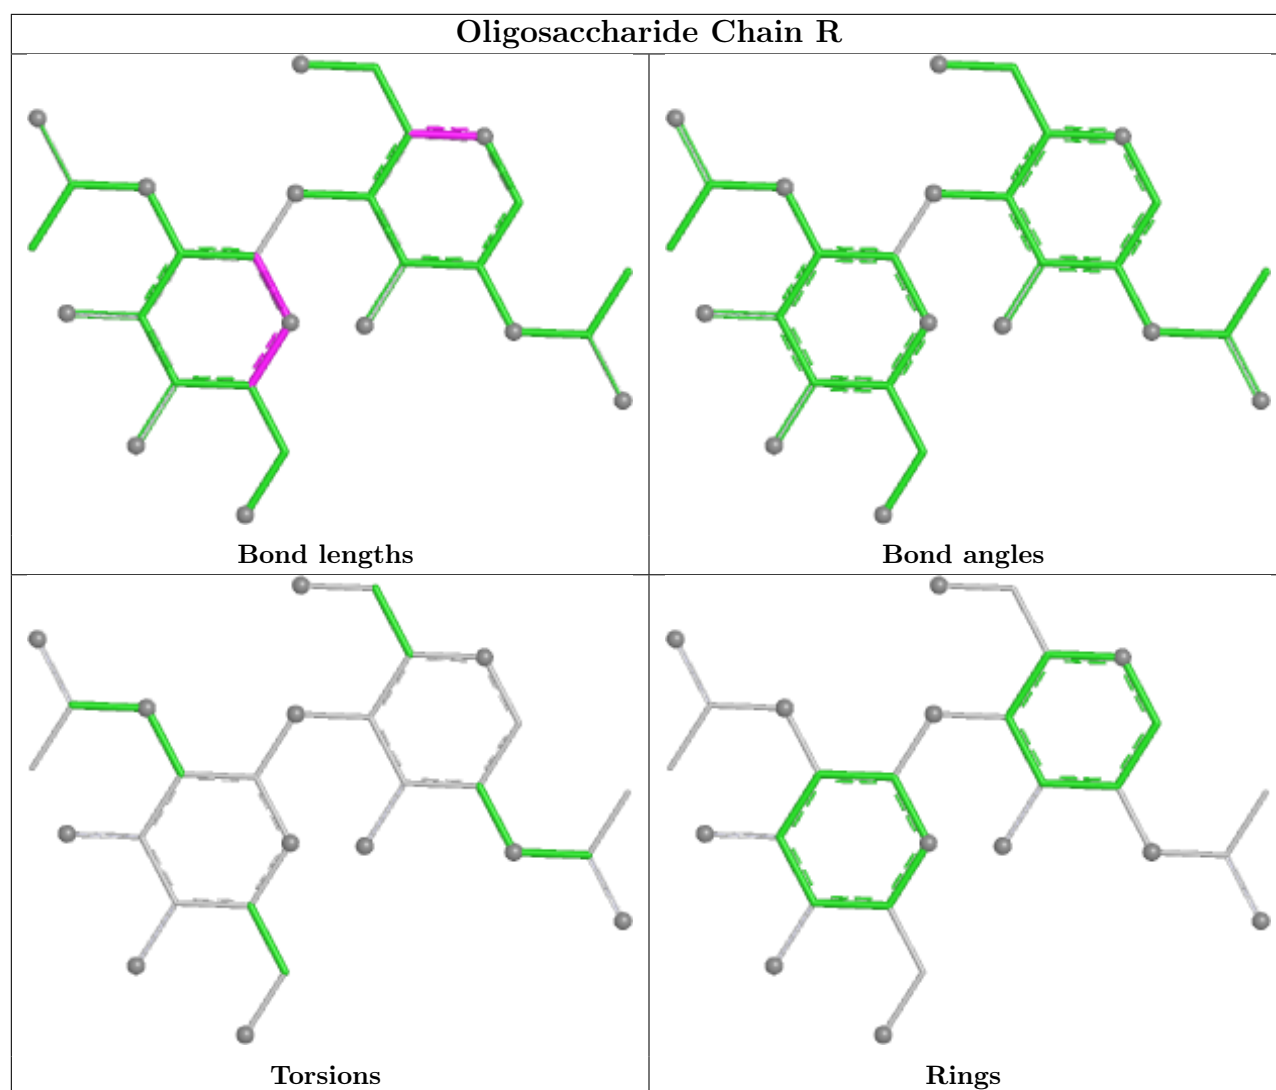 Oligosaccharide Chain R
Bond lengths
Bond angles
Torsions
Rings